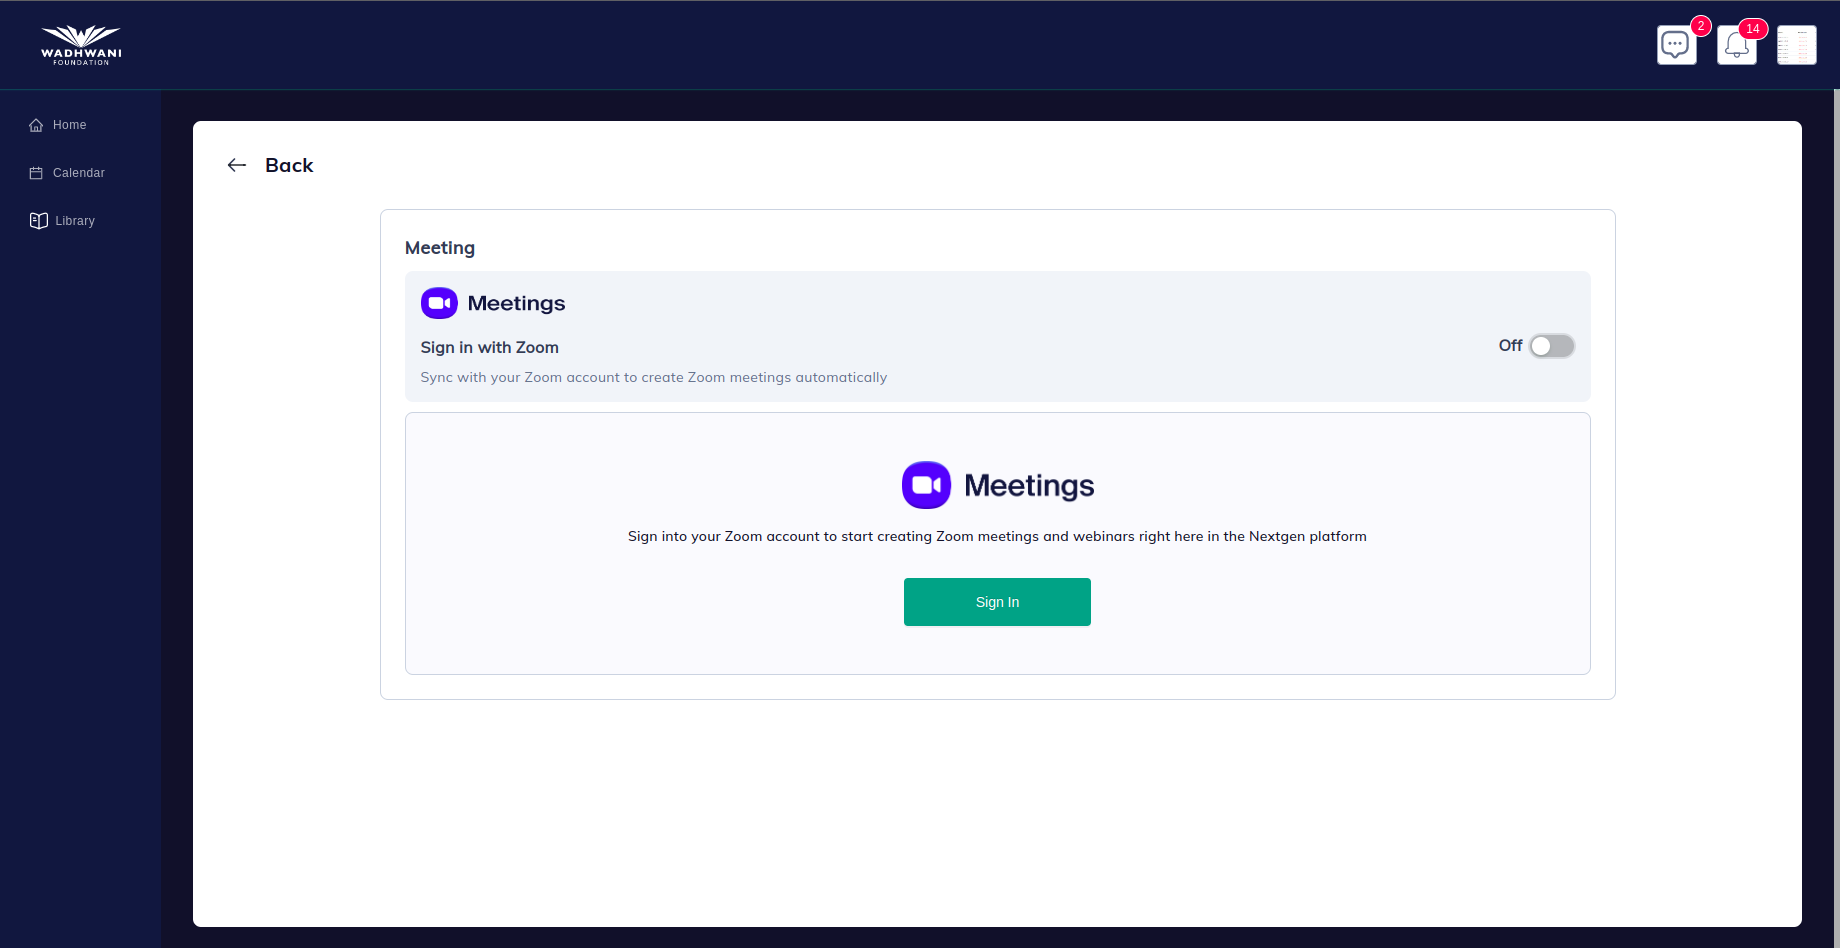 WADHWANI
FOUNDATION
2
14
Home
Calendar
Library
Back
Meeting
Meetings
Sign in with Zoom
Off
Sync with your Zoom account to create Zoom meetings automatically
Meetings
Sign into your Zoom account to start creating Zoom meetings and webinars right here in the Nextgen platform
Sign In